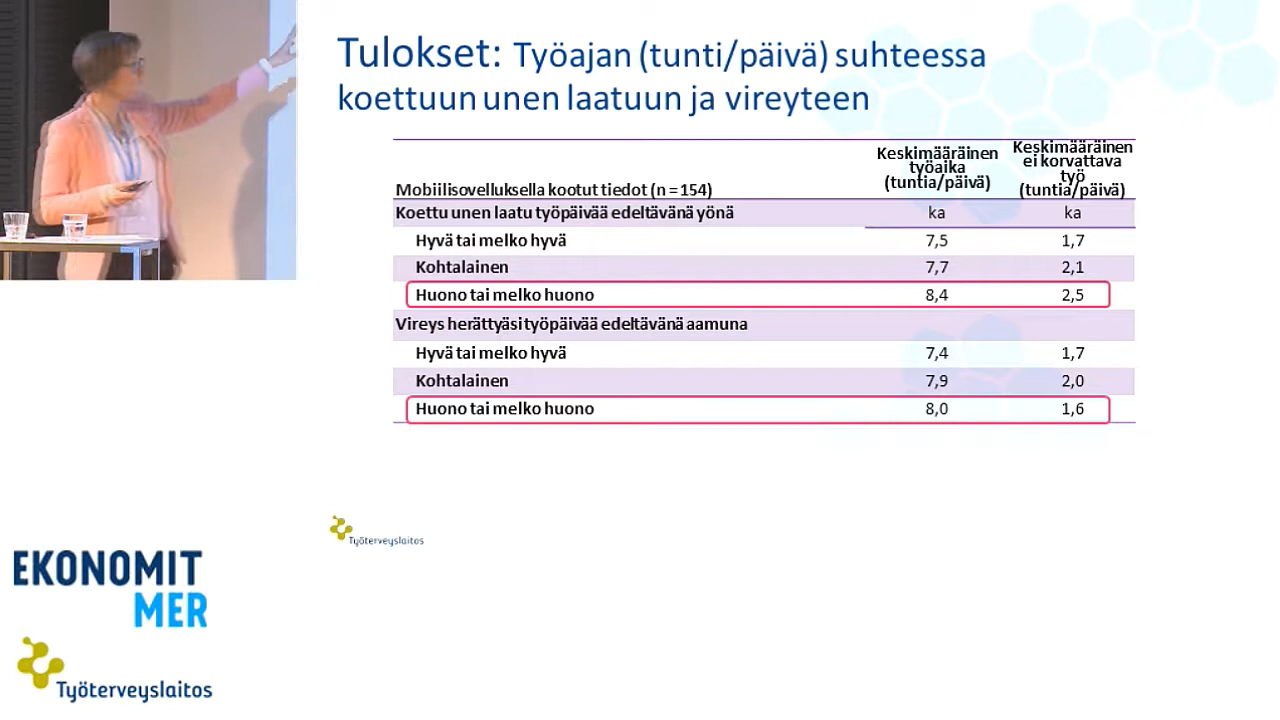 Tulokset: Työajan (tunti/päivä) suhteessa
koettuun unen laatuun ja vireyteen
Mobiilisovelluksella kootut tiedot (n = 154)
Keskimääräinen
työaika
(tuntia/päivä)
Keskimääräinen
ei korvattava
työ
(tuntia/päivä)
Koettu unen laatu työpäivää edeltävänä yönä ka ka
Hyvä tai melko hyvä 7,5 1,7
Kohtalainen 7,7 2,1
Huono tai melko huono 8,4 2,5
Vireys herättyäsi työpäivää edeltävänä aamuna
Hyvä tai melko hyvä 7,4 1,7
Kohtalainen 7,9 2,0
Huono tai melko huono 8,0 1,6
Työterveyslaitos
EKONOMIT
MER
Työterveyslaitos